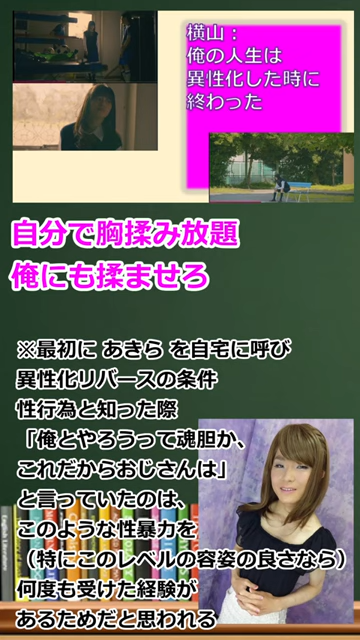 横山：
俺の人生は
異性化した時に
終わった
自分で胸揉み放題
俺にも揉ませろ
※最初に あきら を自宅に呼び
異性化リバースの条件
性行為と知った際
「俺とやろうって魂胆か、
これだからおじさんは」
と言っていたのは、
このような性暴力を
（特にこのレベルの容姿の良さなら）
何度も受けた経験が
あるためだと思われる
English Literature